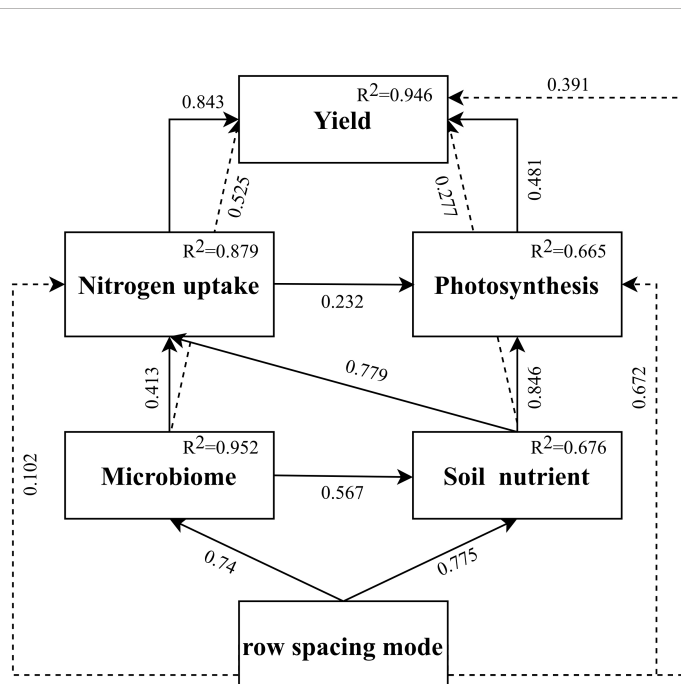 0.391
R2=0.946
Yield
0.843
0.525
0.277
0.481
R2=0.879
Nitrogen uptake
R2=0.665
Photosynthesis
0.232
0.413
0.779
0.846
0.672
0.102
R2=0.952
Microbiome
R2=0.676
Soil nutrient
0.567
0.74
0.775
row spacing mode